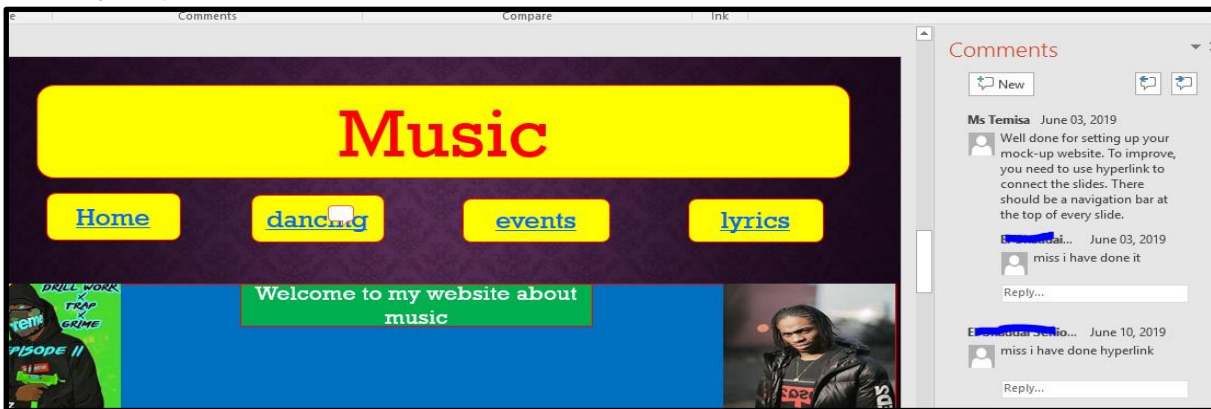 Comments Compare Ink
Music
Home dancing events lyrics
DRILL WORK
X
TRAP
X
GRIME
EPISODE II
Welcome to my website about
music
Comments
New
Ms Temisa June 03, 2019
Well done for setting up your
mock-up website. To improve,
you need to use hyperlink to
connect the slides. There
should be a navigation bar at
the top of every slide.
June 03, 2019
miss i have done it
Reply...
June 10, 2019
miss i have done hyperlink
Reply...